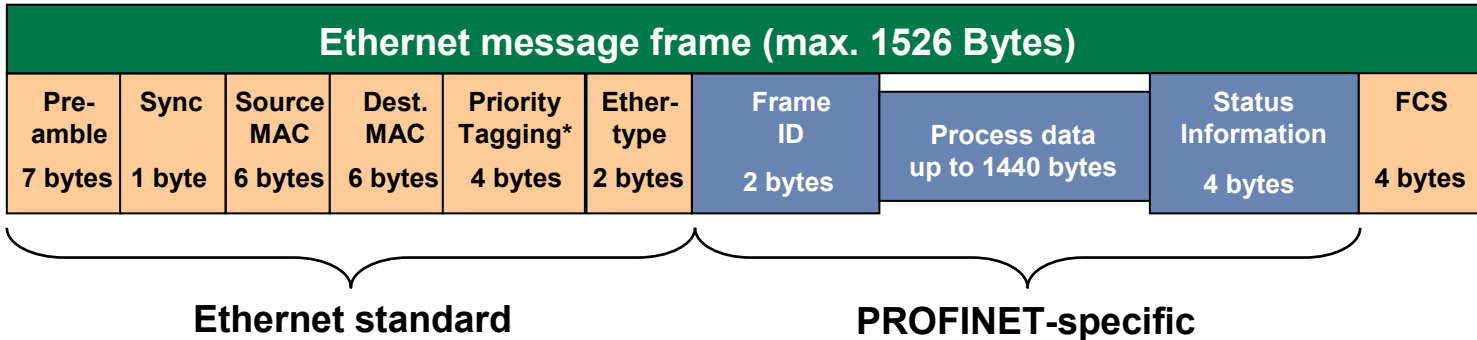 Ethernet message frame (max. 1526 Bytes)
Pre-
amble
7 bytes
Sync
1 byte
Source
MAC
6 bytes
Dest.
MAC
6 bytes
Priority
Tagging*
4 bytes
Ether-
type
2 bytes
Frame
ID
2 bytes
Process data
up to 1440 bytes
Status
Information
4 bytes
FCS
4 bytes
Ethernet standard
PROFINET-specific